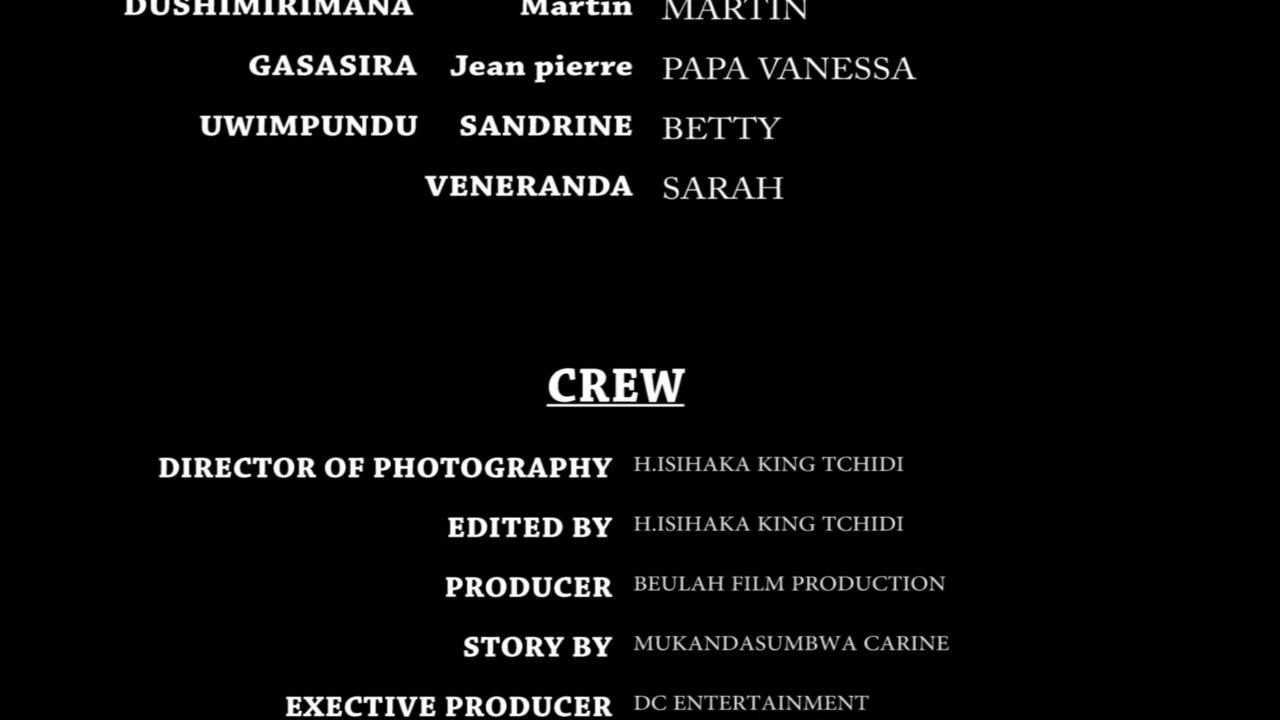 DUSHIMIRIMANA Martin MARTIN
GASASIRA Jean pierre PAPA VANESSA
UWIMPUNDU SANDRINE BETTY
VENERANDA SARAH
CREW
DIRECTOR OF PHOTOGRAPHY H.ISIHAKA KING TCHIDI
EDITED BY H.ISIHAKA KING TCHIDI
PRODUCER BEULAH FILM PRODUCTION
STORY BY MUKANDASUMBWA CARINE
EXECTIVE PRODUCER DC ENTERTAINMENT